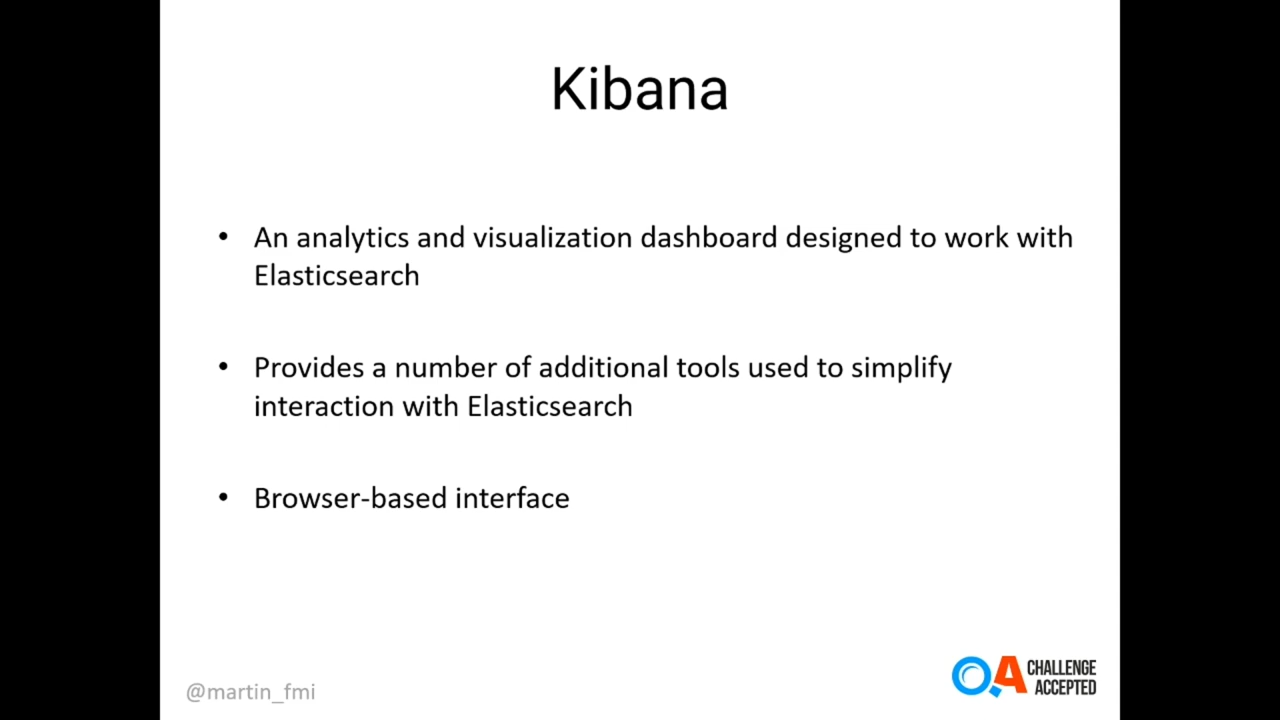 Kibana
• An analytics and visualization dashboard designed to work with
Elasticsearch
• Provides a number of additional tools used to simplify
interaction with Elasticsearch
• Browser-based interface
@martin_fmi
QA CHALLENGE
ACCEPTED